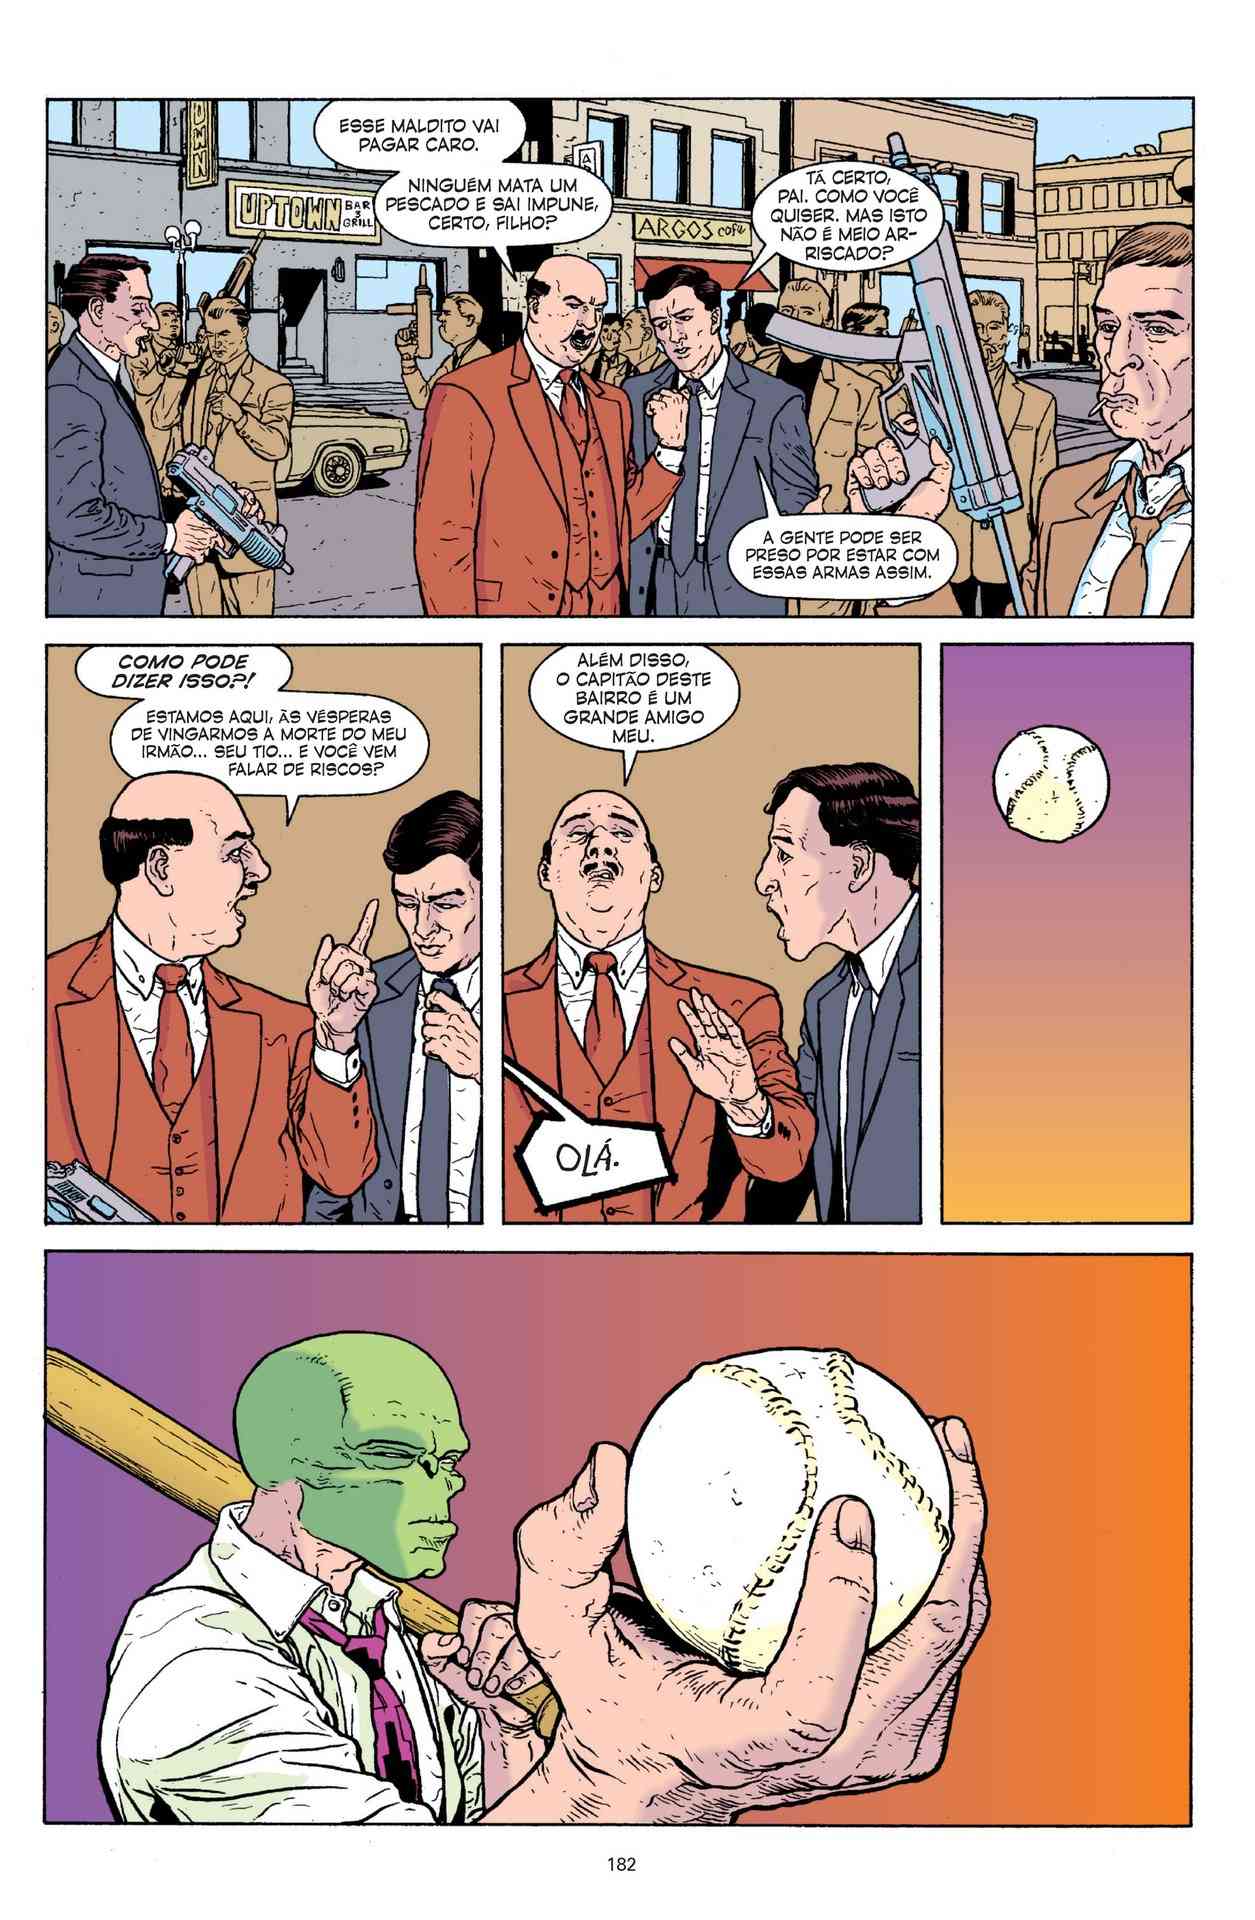 ESSE MALDITO VAI
PAGAR CARO.
NINGUÉM MATA UM
PESCADO E SAI IMPUNE,
CERTO, FILHO?
TÁ CERTO,
PAI. COMO VOCÊ
QUISER. MAS ISTO
NÃO É MEIO AR-
RISCADO?
OWN
UPTOWN BAR
& GRILL
ARGOS cafe
A GENTE PODE SER
PRESO POR ESTAR COM
ESSAS ARMAS ASSIM.
COMO PODE
DIZER ISSO?!
ESTAMOS AQUI, ÀS VÉSPERAS
DE VINGARMOS A MORTE DO MEU
IRMÃO... SEU TIO... E VOCÊ VEM
FALAR DE RISCOS?
ALÉM DISSO,
O CAPITÃO DESTE
BAIRRO É UM
GRANDE AMIGO
MEU.
OLÁ.
182